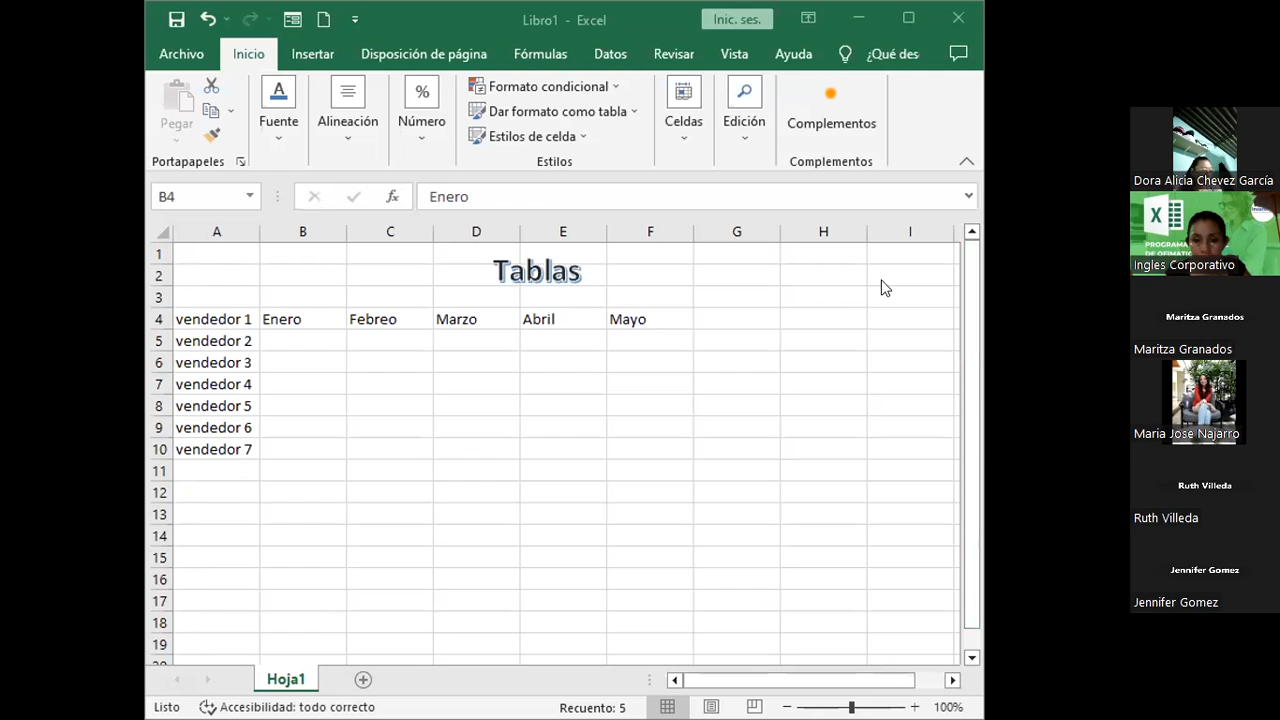 Libro1 - Excel
Inic. ses.
Archivo Inicio Insertar Disposición de página Fórmulas Datos Revisar Vista Ayuda ¿Qué des
Pegar
Portapapeles
Fuente
Alineación
Número
Formato condicional
Dar formato como tabla
Estilos de celda
Estilos
Celdas
Edición
Complementos
Complementos
B4 fx Enero
A B C D E F G H I
1
2 Tablas
3
4 vendedor 1 Enero Febreo Marzo Abril Mayo
5 vendedor 2
6 vendedor 3
7 vendedor 4
8 vendedor 5
9 vendedor 6
10 vendedor 7
11
12
13
14
15
16
17
18
19
Hoja1
Listo Accesibilidad: todo correcto Recuento: 5 100%
Dora Alicia Chevez García
Ingles Corporativo
Maritza Granados
Maritza Granados
Maria Jose Najarro
Ruth Villeda
Ruth Villeda
Jennifer Gomez
Jennifer Gomez